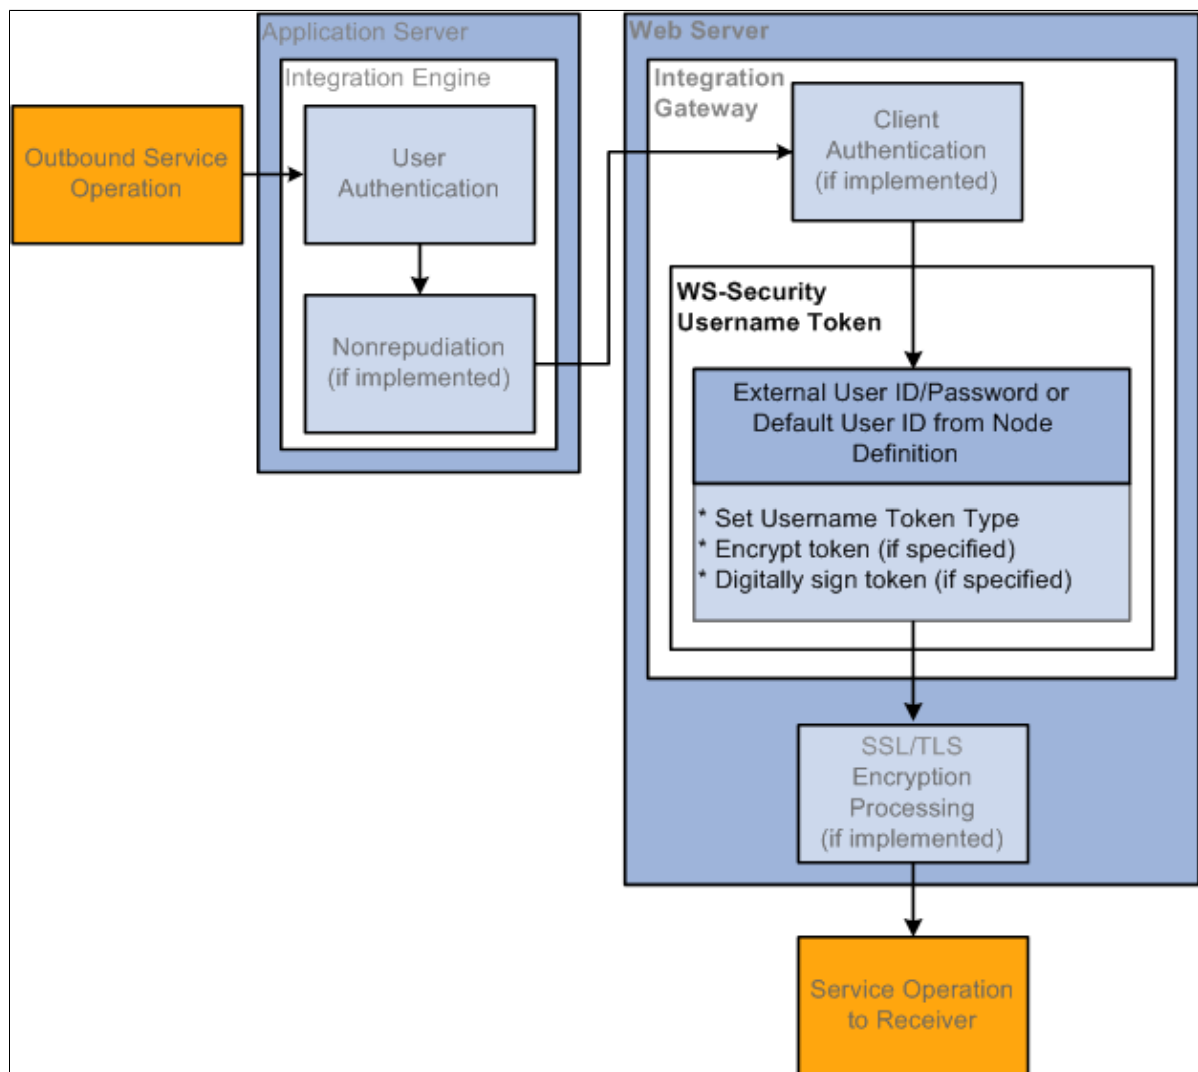 Application Server
Integration Engine
Outbound Service
Operation
User
Authentication
Nonrepudiation
(if implemented)
Web Server
Integration
Gateway
Client
Authentication
(if implemented)
WS-Security
Username Token
External User ID/Password or
Default User ID from Node
Definition
* Set Username Token Type
* Encrypt token (if specified)
* Digitally sign token (if specified)
SSL/TLS
Encryption
Processing
(if implemented)
Service Operation
to Receiver